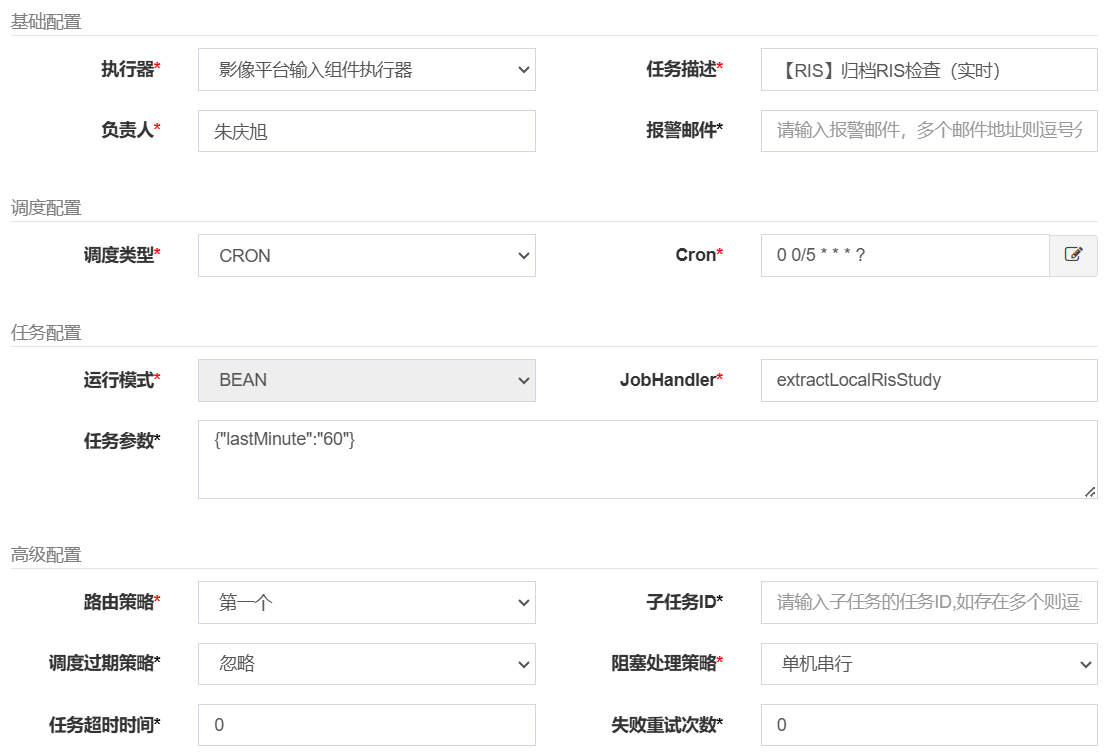 基础配置
执行器* 影像平台输入组件执行器 任务描述* 【RIS】归档RIS检查（实时）
负责人* 朱庆旭 报警邮件* 请输入报警邮件，多个邮件地址则逗号分
调度配置
调度类型* CRON Cron* 0 0/5 * * * ?
任务配置
运行模式* BEAN JobHandler* extractLocalRisStudy
任务参数* {"lastMinute":"60"}
高级配置
路由策略* 第一个 子任务ID* 请输入子任务的任务ID,如存在多个则逗
调度过期策略* 忽略 阻塞处理策略* 单机串行
任务超时时间* 0 失败重试次数* 0